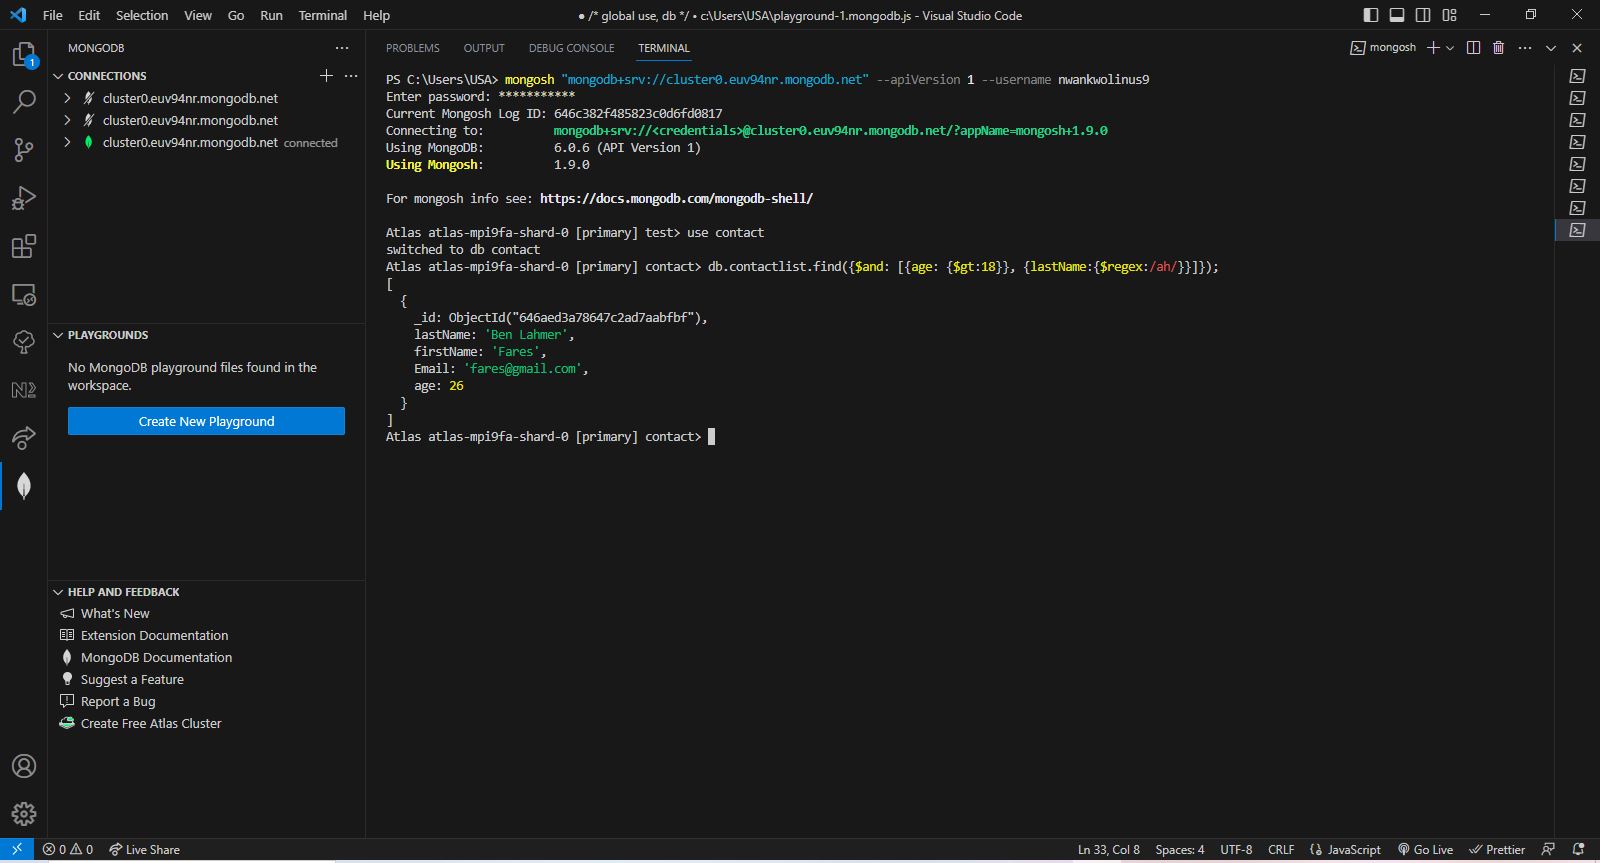 File Edit Selection View Go Run Terminal Help
● /* global use, db */ • c:\Users\USA\playground-1.mongodb.js - Visual Studio Code
1
MONGODB
CONNECTIONS
cluster0.euv94nr.mongodb.net
cluster0.euv94nr.mongodb.net
cluster0.euv94nr.mongodb.net connected
PLAYGROUNDS
No MongoDB playground files found in the
workspace.
Create New Playground
HELP AND FEEDBACK
What's New
Extension Documentation
MongoDB Documentation
Suggest a Feature
Report a Bug
Create Free Atlas Cluster
PROBLEMS OUTPUT DEBUG CONSOLE TERMINAL
mongosh
PS C:\Users\USA> mongosh "mongodb+srv://cluster0.euv94nr.mongodb.net" --apiVersion 1 --username nwankwolinus9
Enter password: ***********
Current Mongosh Log ID: 646c382f485823c0d6fd0817
Connecting to: mongodb+srv://<credentials>@cluster0.euv94nr.mongodb.net/?appName=mongosh+1.9.0
Using MongoDB: 6.0.6 (API Version 1)
Using Mongosh: 1.9.0
For mongosh info see: https://docs.mongodb.com/mongodb-shell/
Atlas atlas-mpi9fa-shard-0 [primary] test> use contact
switched to db contact
Atlas atlas-mpi9fa-shard-0 [primary] contact> db.contactlist.find({$and: [{age: {$gt:18}}, {lastName:{$regex:/ah/}}]});
[
{
_id: ObjectId("646aed3a78647c2ad7aabfbf"),
lastName: 'Ben Lahmer',
firstName: 'Fares',
Email: 'fares@gmail.com',
age: 26
}
]
Atlas atlas-mpi9fa-shard-0 [primary] contact>
0 0 Live Share
Ln 33, Col 8 Spaces: 4 UTF-8 CRLF JavaScript Go Live Prettier